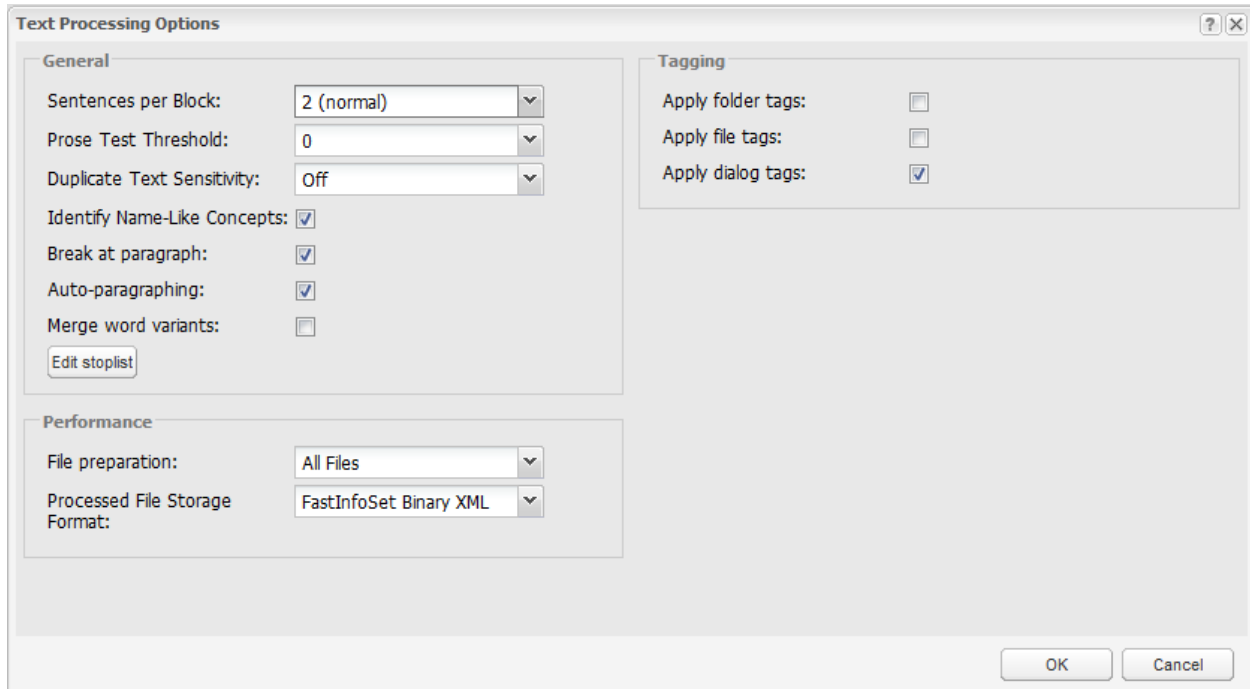 Text Processing Options
General
Sentences per Block: 2 (normal)
Prose Test Threshold: 0
Duplicate Text Sensitivity: Off
Identify Name-Like Concepts:
Break at paragraph:
Auto-paragraphing:
Merge word variants:
Edit stoplist
Performance
File preparation: All Files
Processed File Storage
Format: FastInfoSet Binary XML
Tagging
Apply folder tags:
Apply file tags:
Apply dialog tags:
OK Cancel